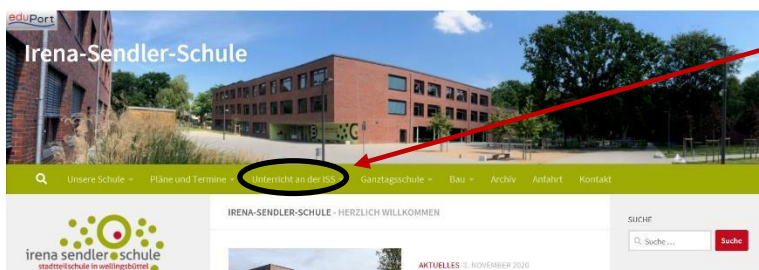 eduPort
Irena-Sendler-Schule
Unsere Schule Pläne und Termine Unterricht an der ISS Ganztagsschule Bau Archiv Anfahrt Kontakt
IRENA-SENDLER-SCHULE - HERZLICH WILLKOMMEN
SUCHE
Suche ... Suche
irena sendler schule
stadtteilschule in wellingsbüttel
AKTUELLES 1. NOVEMBER 2020